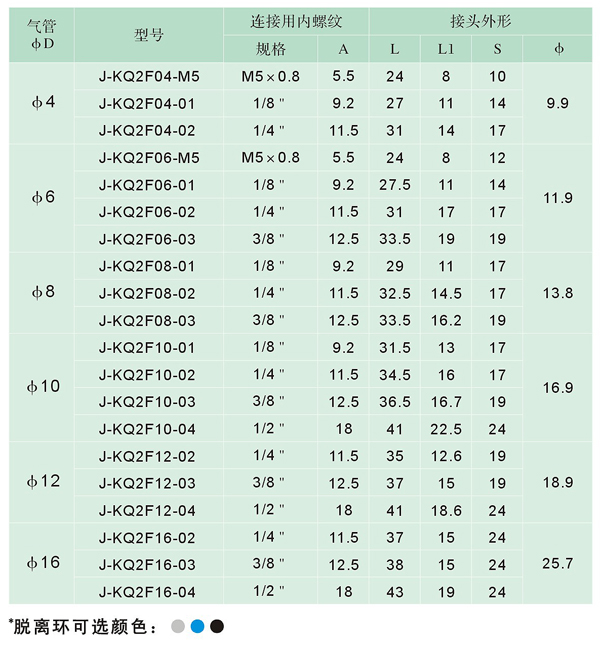 气管 φD 型号 连接用内螺纹 接头外形
规格 A L L1 S φ
φ4 J-KQ2F04-M5 M5×0.8 5.5 24 8 10 9.9
J-KQ2F04-01 1/8" 9.2 27 11 14
J-KQ2F04-02 1/4" 11.5 31 14 17
φ6 J-KQ2F06-M5 M5×0.8 5.5 24 8 12 11.9
J-KQ2F06-01 1/8" 9.2 27.5 11 14
J-KQ2F06-02 1/4" 11.5 31 17 17
J-KQ2F06-03 3/8" 12.5 33.5 19 19
φ8 J-KQ2F08-01 1/8" 9.2 29 11 17 13.8
J-KQ2F08-02 1/4" 11.5 32.5 14.5 17
J-KQ2F08-03 3/8" 12.5 33.5 16.2 19
φ10 J-KQ2F10-01 1/8" 9.2 31.5 13 17 16.9
J-KQ2F10-02 1/4" 11.5 34.5 16 17
J-KQ2F10-03 3/8" 12.5 36.5 16.7 19
J-KQ2F10-04 1/2" 18 41 22.5 24
φ12 J-KQ2F12-02 1/4" 11.5 35 12.6 19 18.9
J-KQ2F12-03 3/8" 12.5 37 15 19
J-KQ2F12-04 1/2" 18 41 18.6 24
φ16 J-KQ2F16-02 1/4" 11.5 37 15 24 25.7
J-KQ2F16-03 3/8" 12.5 38 15 24
J-KQ2F16-04 1/2" 18 43 19 24
*脱离环可选颜色：